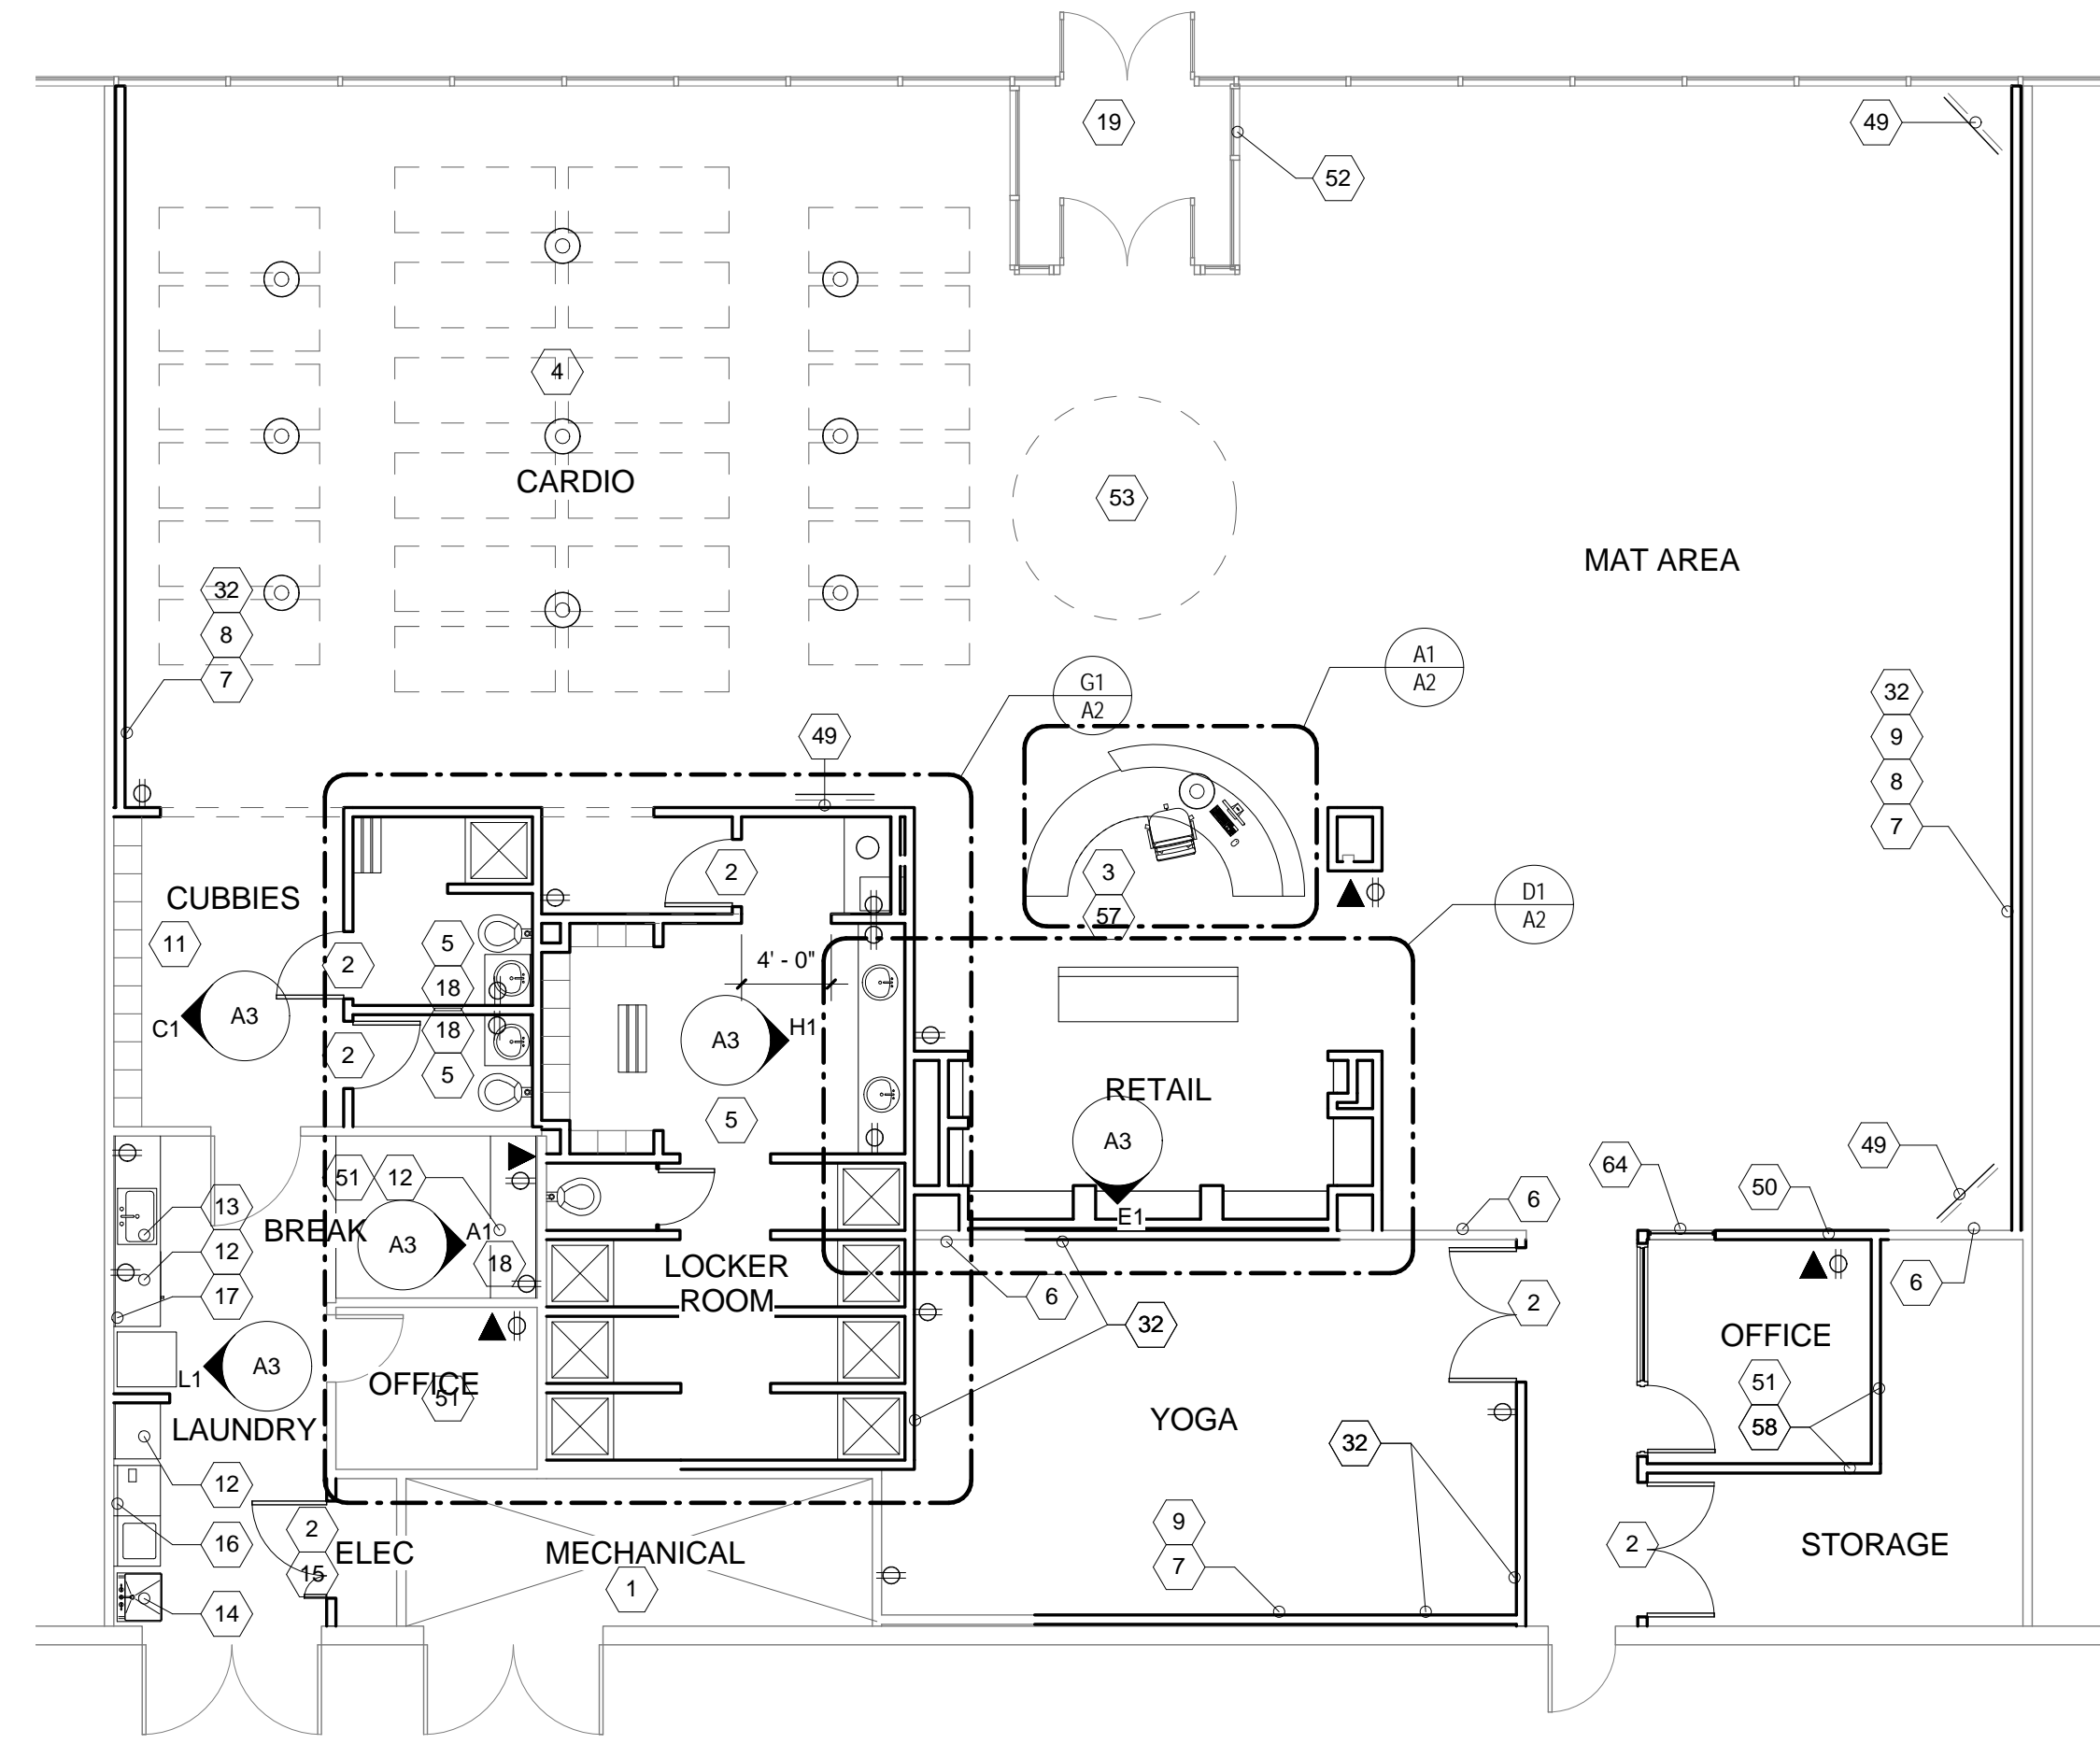 19
49
52
4
CARDIO
53
MAT AREA
32
8
7
A1
A2
G1
A2
32
9
8
7
49
2
3
57
D1
A2
CUBBIES
11
5
2
18
4' - 0"
C1
A3
18
2
5
A3
H1
5
RETAIL
A3
E1
51
12
13
BREAK
A3
A1
18
12
17
LOCKER
ROOM
6
32
6
64
50
49
6
2
L1
A3
OFFICE
51
OFFICE
51
58
LAUNDRY
YOGA
32
12
16
2
15
ELEC
MECHANICAL
1
14
9
7
2
STORAGE